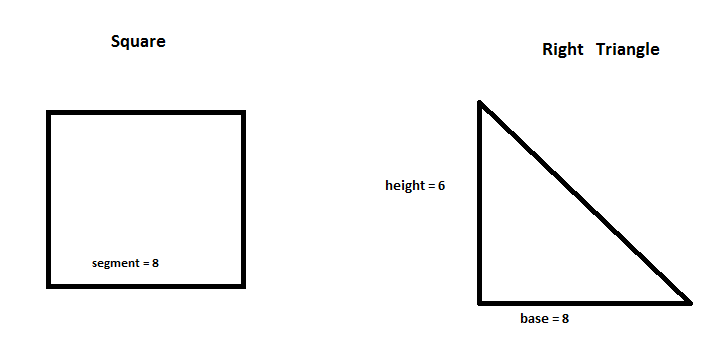 Square
Right Triangle
height = 6
segment = 8
base = 8